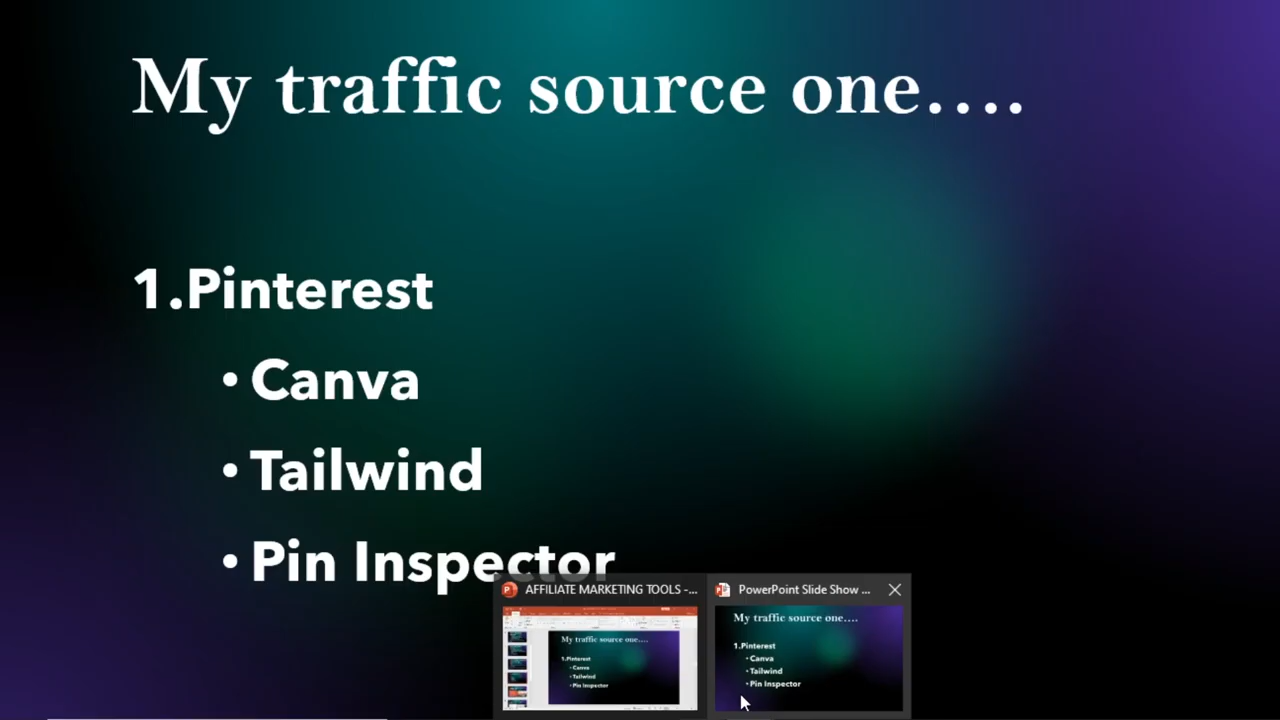 My traffic source one….
1.Pinterest
• Canva
• Tailwind
• Pin Inspector
AFFILIATE MARKETING TOOLS -...
PowerPoint Slide Show ...
My traffic source one….
1.Pinterest
• Canva
• Tailwind
• Pin Inspector
My traffic source one….
1.Pinterest
• Canva
• Tailwind
• Pin Inspector